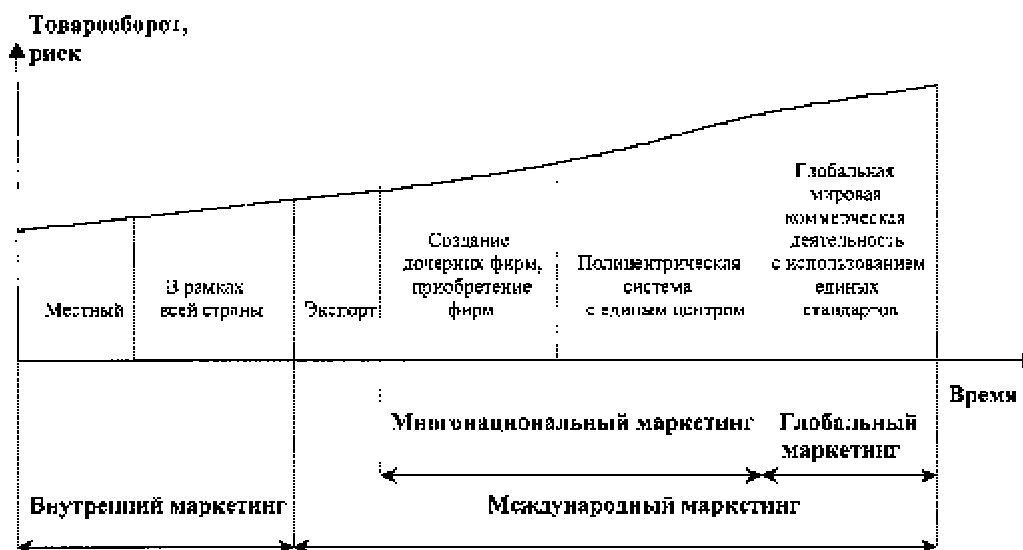 Товарооборот,
риск
Местный
В рамках
всей страны
Экспорт
Создание
дочерних фирм,
приобретение
фирм
Полицентрическая
система
с единым центром
Глобальная
мировая
коммерческая
деятельность
с использованием
единых
стандартов
Время
Многонациональный маркетинг
Глобальный
маркетинг
Внутренний маркетинг
Международный маркетинг